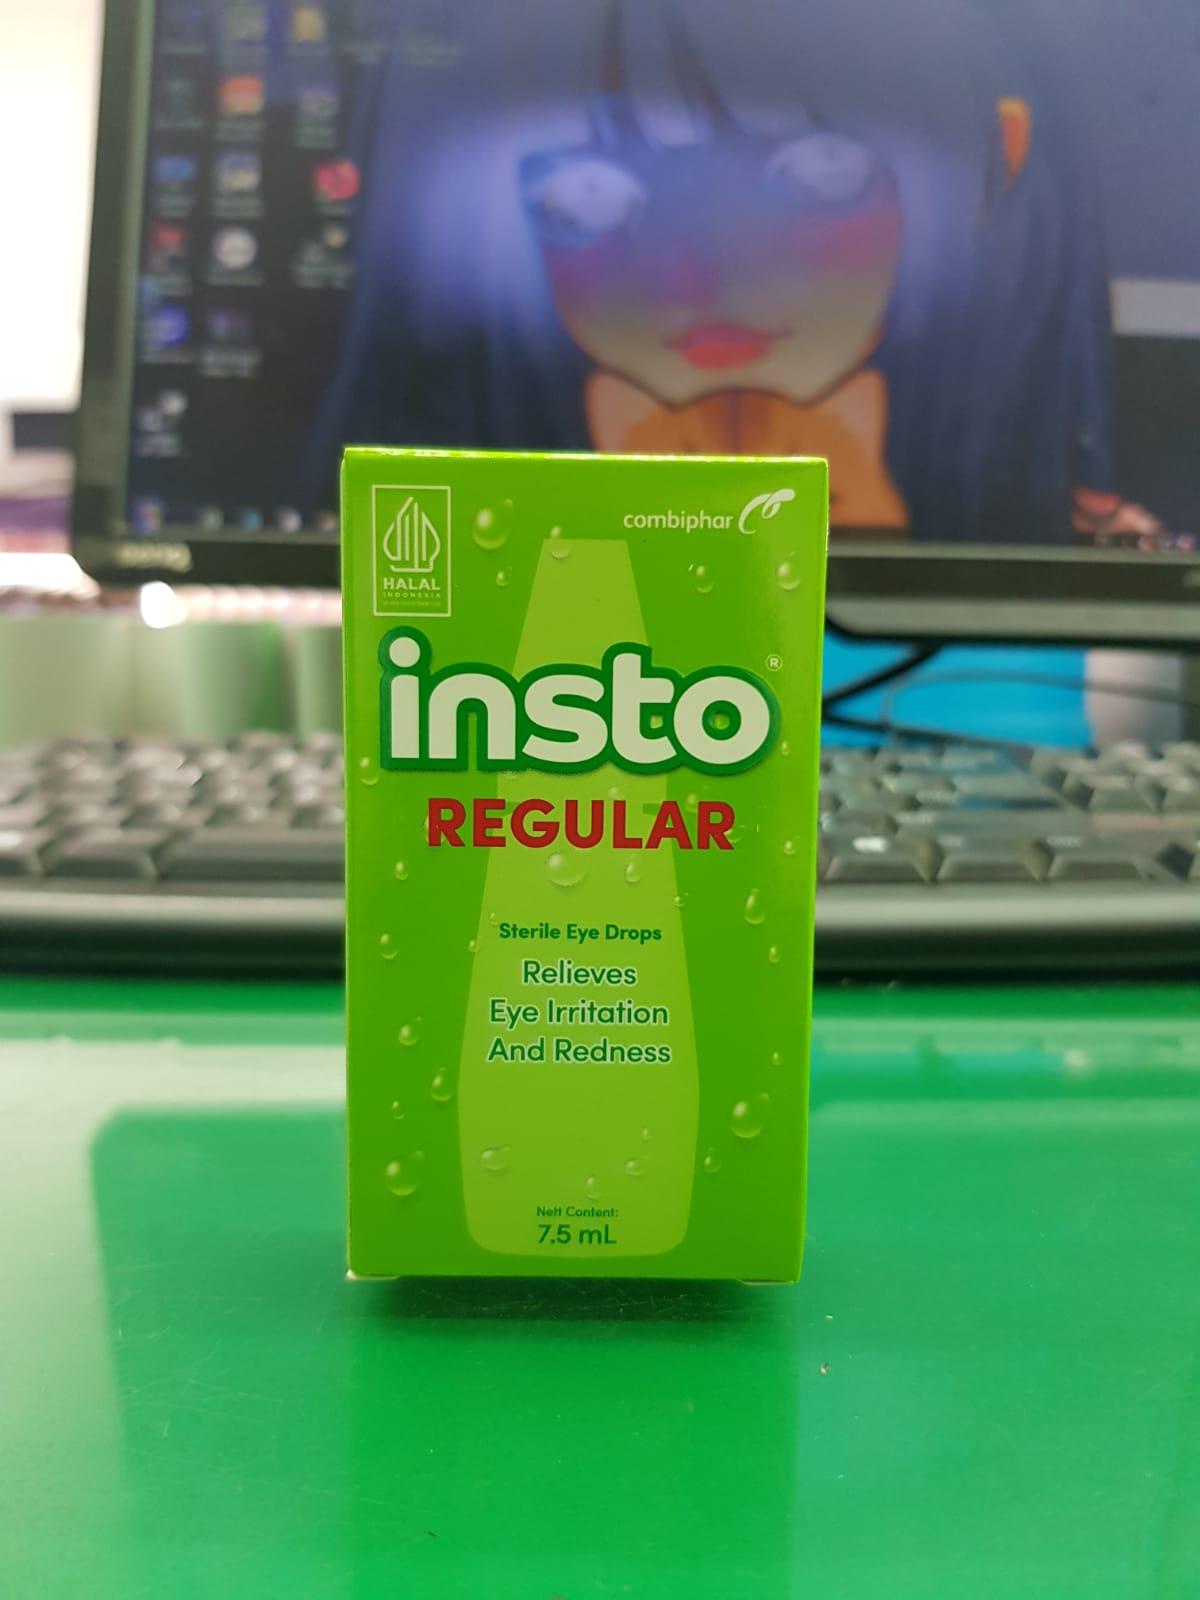 combiphar
HALAL
INDONESIA
insto®
REGULAR
Sterile Eye Drops
Relieves
Eye Irritation
And Redness
Nett Content:
7.5 mL